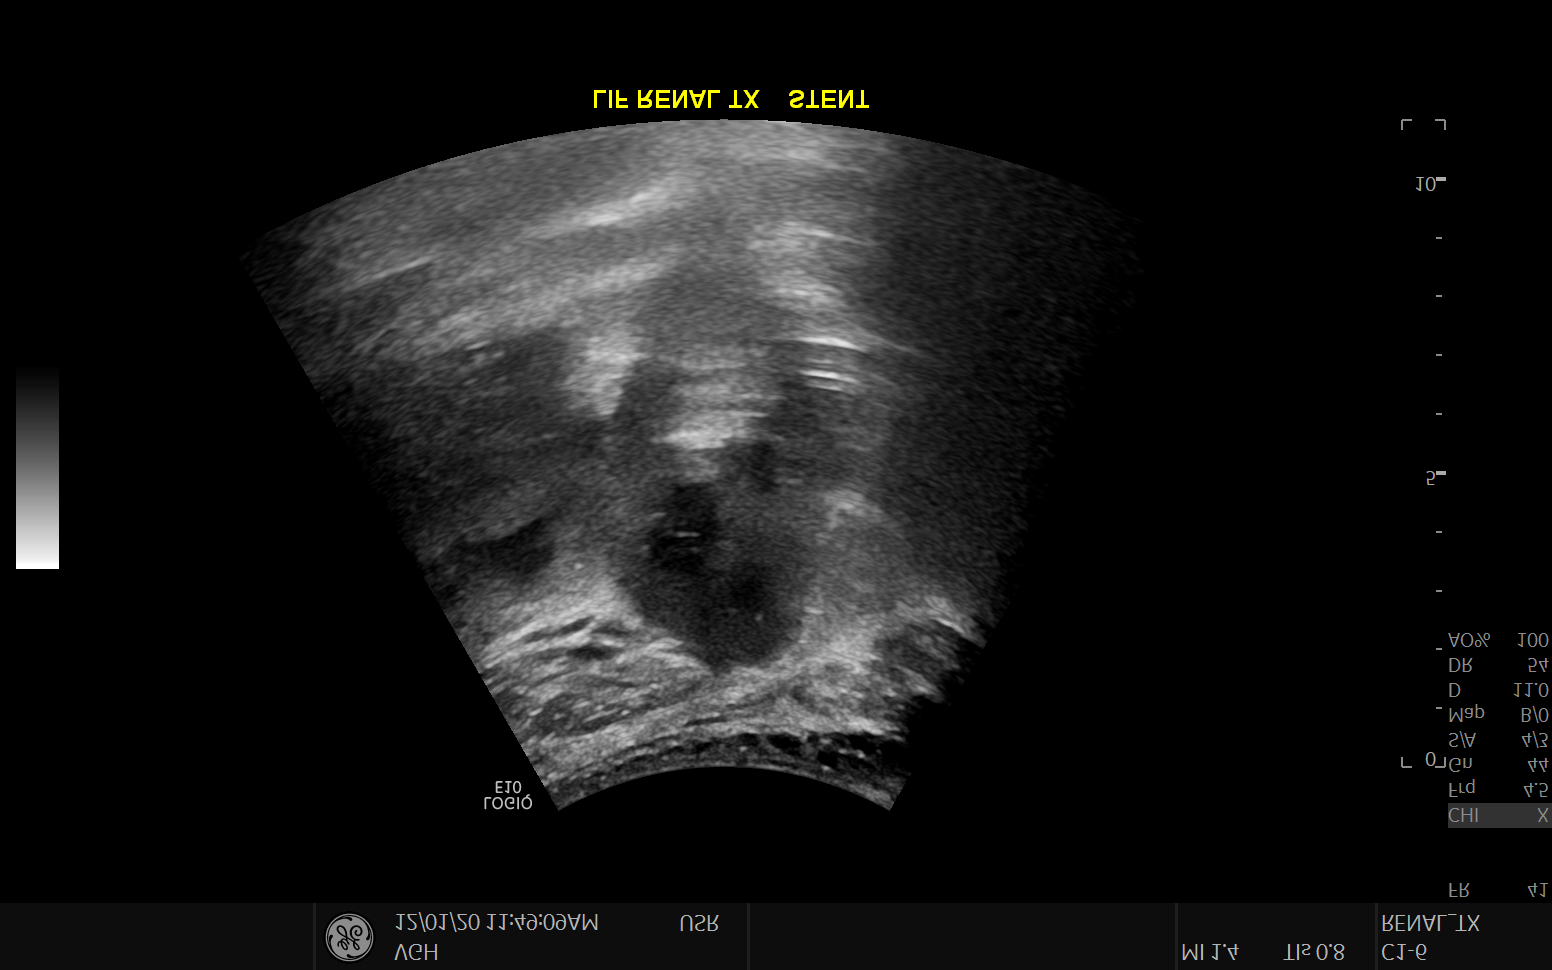 LIF RENAL TX STENT
10
5
0
AO% 100
DR 54
D 11.0
Map B/0
S/A 4/3
Gn 44
Frq 4.5
CHI X
FR 41
LOGIQ
E10
12/01/20 11:49:09AM USR
VGH
MI 1.4 TIs 0.8
RENAL_TX
C1-6